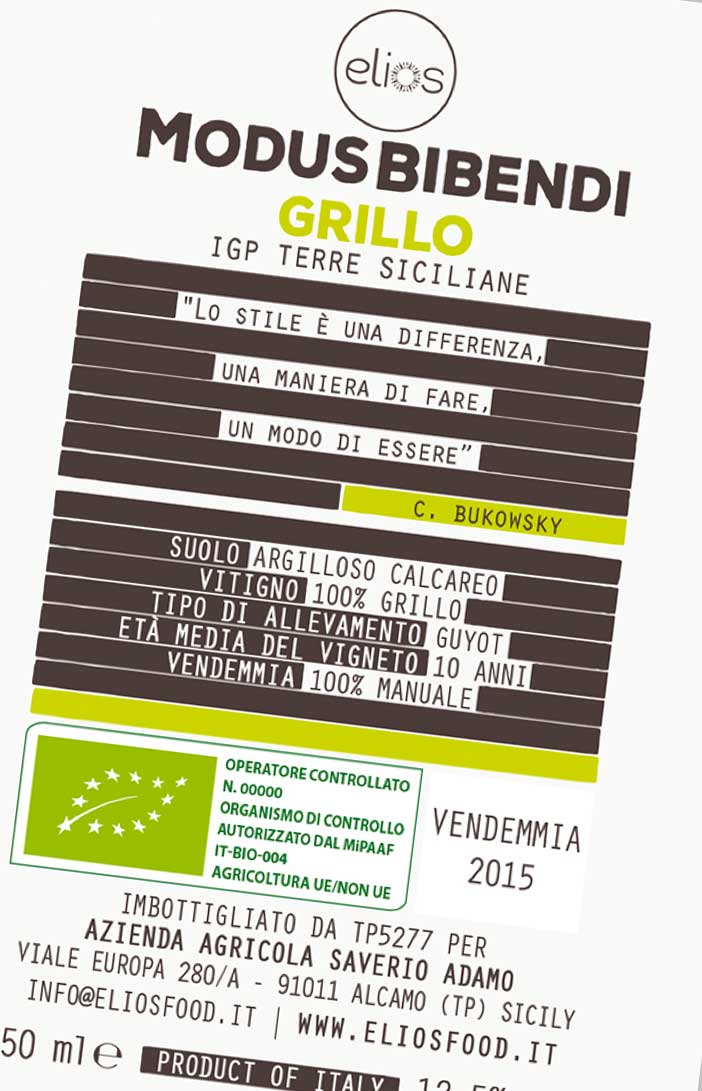 elios
MODUS BIBENDI
GRILLO
IGP TERRE SICILIANE
"LO STILE È UNA DIFFERENZA,
UNA MANIERA DI FARE,
UN MODO DI ESSERE”
C. BUKOWSKY
SUOLO ARGILLOSO CALCAREO
VITIGNO 100% GRILLO
TIPO DI ALLEVAMENTO GUYOT
ETÀ MEDIA DEL VIGNETO 10 ANNI
VENDEMMIA 100% MANUALE
OPERATORE CONTROLLATO
N. 00000
ORGANISMO DI CONTROLLO
AUTORIZZATO DAL MiPAAF
IT-BIO-004
AGRICOLTURA UE/NON UE
VENDEMMIA
2015
IMBOTTIGLIATO DA TP5277 PER
AZIENDA AGRICOLA SAVERIO ADAMO
VIALE EUROPA 280/A - 91011 ALCAMO (TP) SICILY
INFO@ELIOSFOOD.IT | WWW.ELIOSFOOD.IT
50 ml e PRODUCT OF ITALY